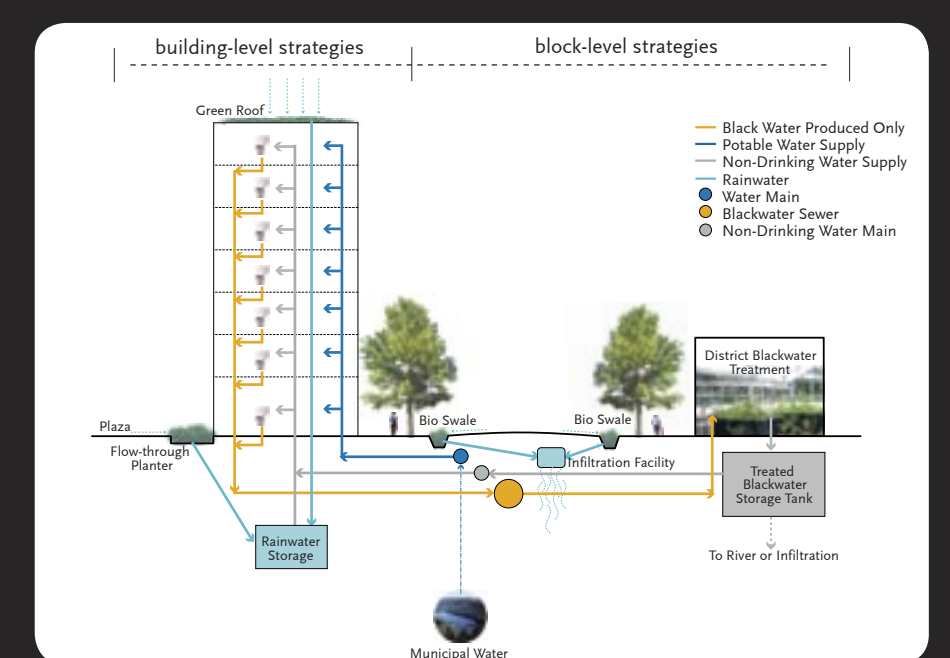 building-level strategies
block-level strategies
Green Roof
Black Water Produced Only
Potable Water Supply
Non-Drinking Water Supply
Rainwater
Water Main
Blackwater Sewer
Non-Drinking Water Main
District Blackwater
Treatment
Plaza
Bio Swale
Bio Swale
Flow-through
Planter
Infiltration Facility
Treated
Blackwater
Storage Tank
Rainwater
Storage
To River or Infiltration
Municipal Water